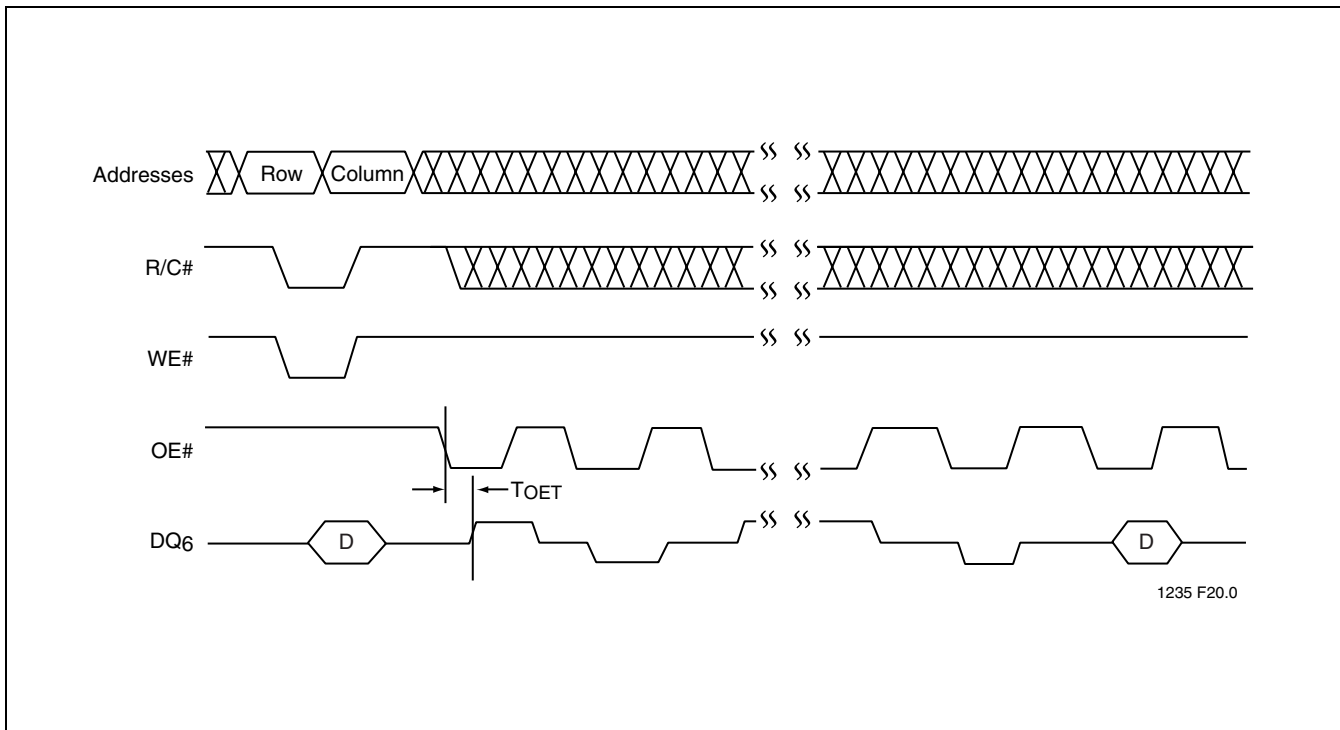 Addresses Row Column
R/C#
WE#
OE#
TOET
DQ6 D D
1235 F20.0